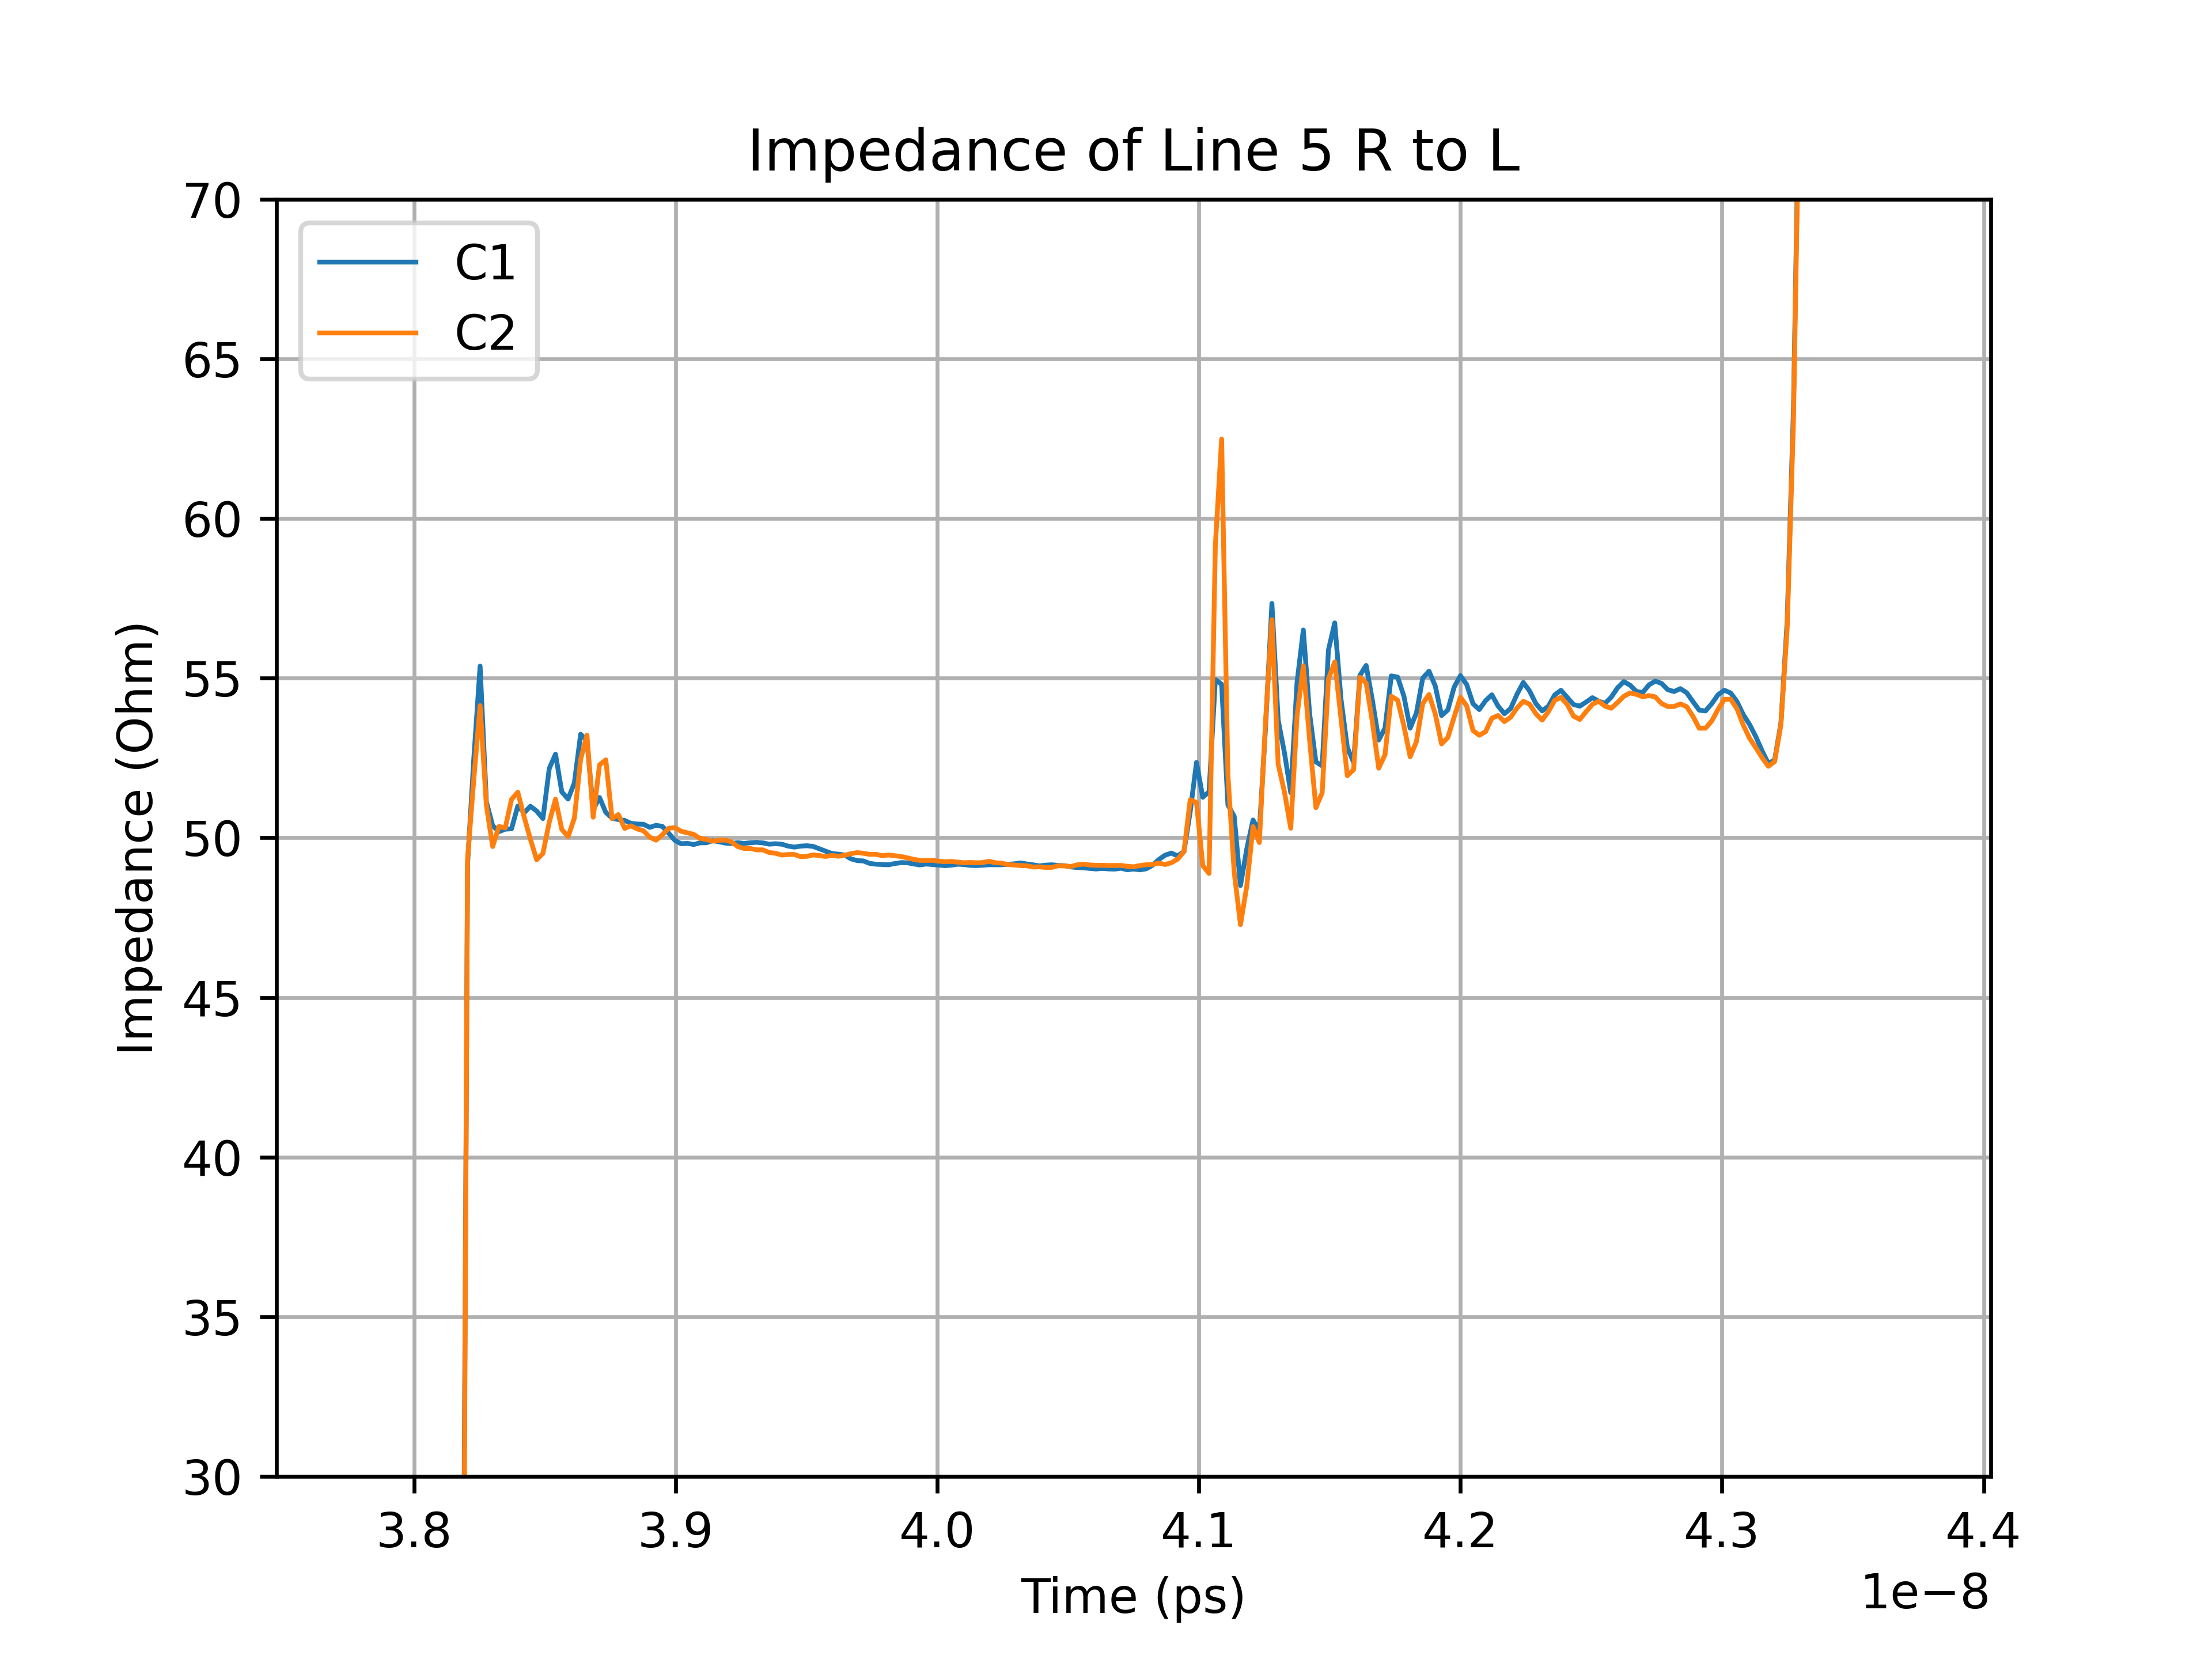 Impedance of Line 5 R to L
C1
C2
Impedance (Ohm)
70
65
60
55
50
45
40
35
30
3.8 3.9 4.0 4.1 4.2 4.3 4.4
1e−8
Time (ps)